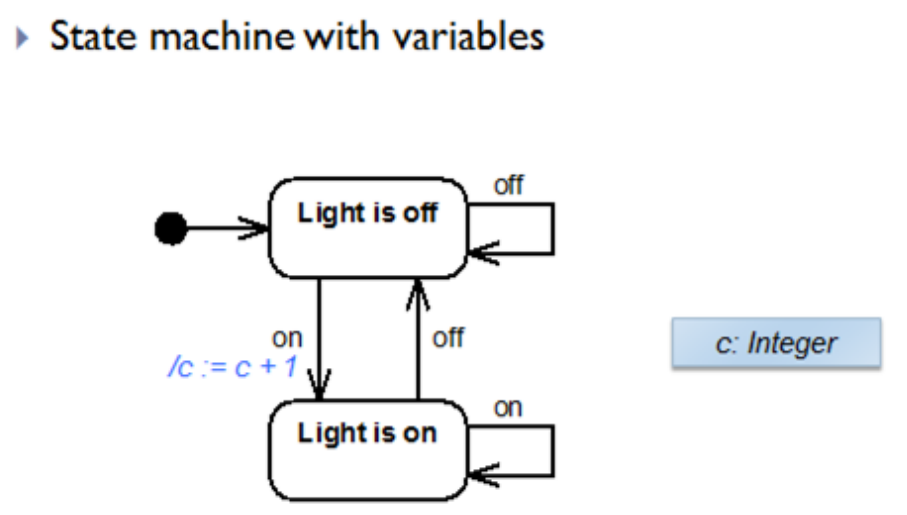 State machine with variables
off
Light is off
on
off
/c := c + 1
c: Integer
on
Light is on